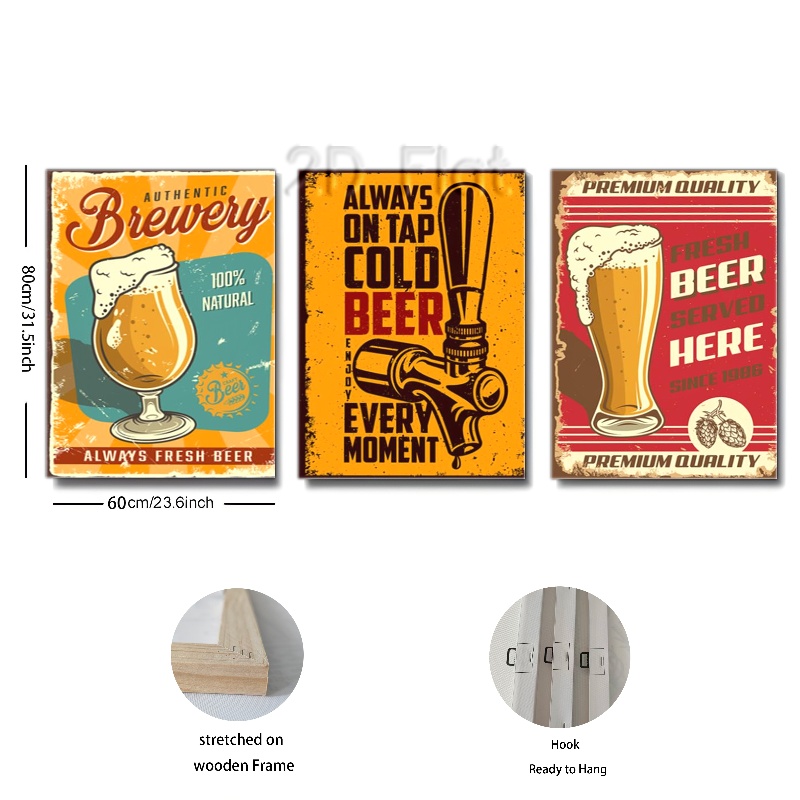 2D Flat
AUTHENTIC
Brewery
100%
NATURAL
Beer
ALWAYS FRESH BEER
ALWAYS
ON TAP
COLD
BEER
ENJOY
EVERY
MOMENT
PREMIUM QUALITY
FRESH
BEER
SERVED
HERE
PREMIUM QUALITY
80cm/31.5inch
60cm/23.6inch
stretched on
wooden Frame
Hook
Ready to Hang